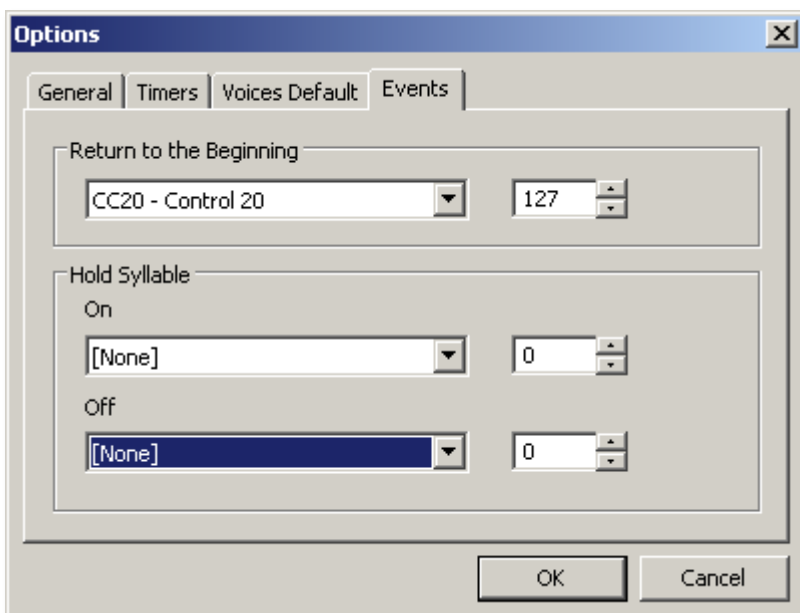 Options
General Timers Voices Default Events
Return to the Beginning
CC20 - Control 20 127
Hold Syllable
On
[None] 0
Off
[None] 0
OK Cancel